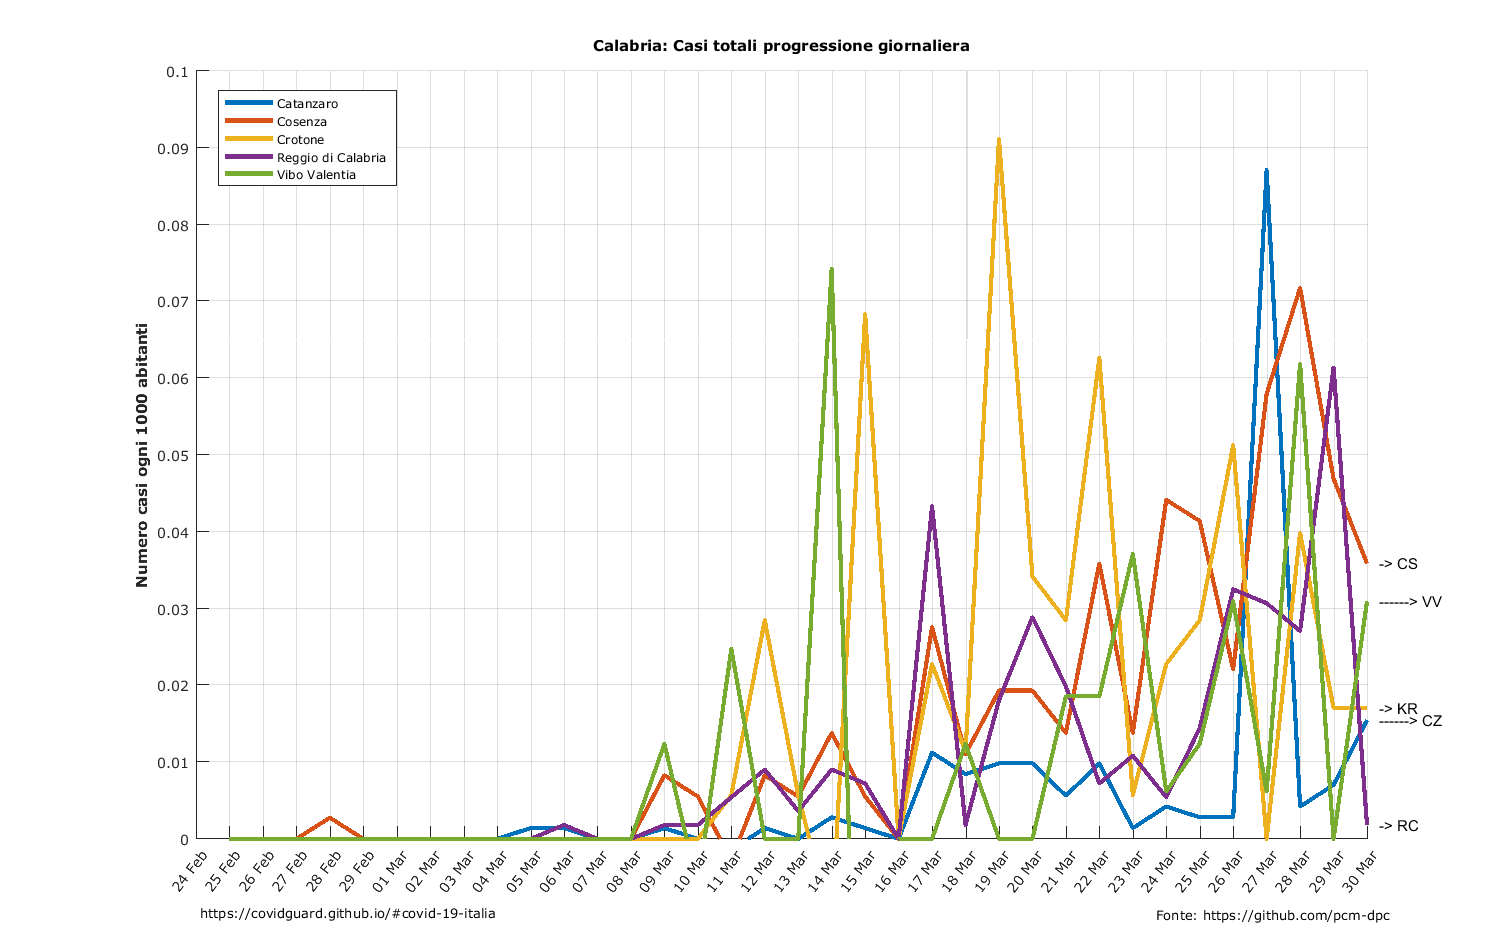 Calabria: Casi totali progressione giornaliera
Numero casi ogni 1000 abitanti
0.1
0.09
0.08
0.07
0.06
0.05
0.04
0.03
0.02
0.01
0
Catanzaro
Cosenza
Crotone
Reggio di Calabria
Vibo Valentia
-> CS
------> VV
-> KR
------> CZ
-> RC
24 Feb
25 Feb
26 Feb
27 Feb
28 Feb
29 Feb
01 Mar
02 Mar
03 Mar
04 Mar
05 Mar
06 Mar
07 Mar
08 Mar
09 Mar
10 Mar
11 Mar
12 Mar
13 Mar
14 Mar
15 Mar
16 Mar
17 Mar
18 Mar
19 Mar
20 Mar
21 Mar
22 Mar
23 Mar
24 Mar
25 Mar
26 Mar
27 Mar
28 Mar
29 Mar
30 Mar
https://covidguard.github.io/#covid-19-italia
Fonte: https://github.com/pcm-dpc